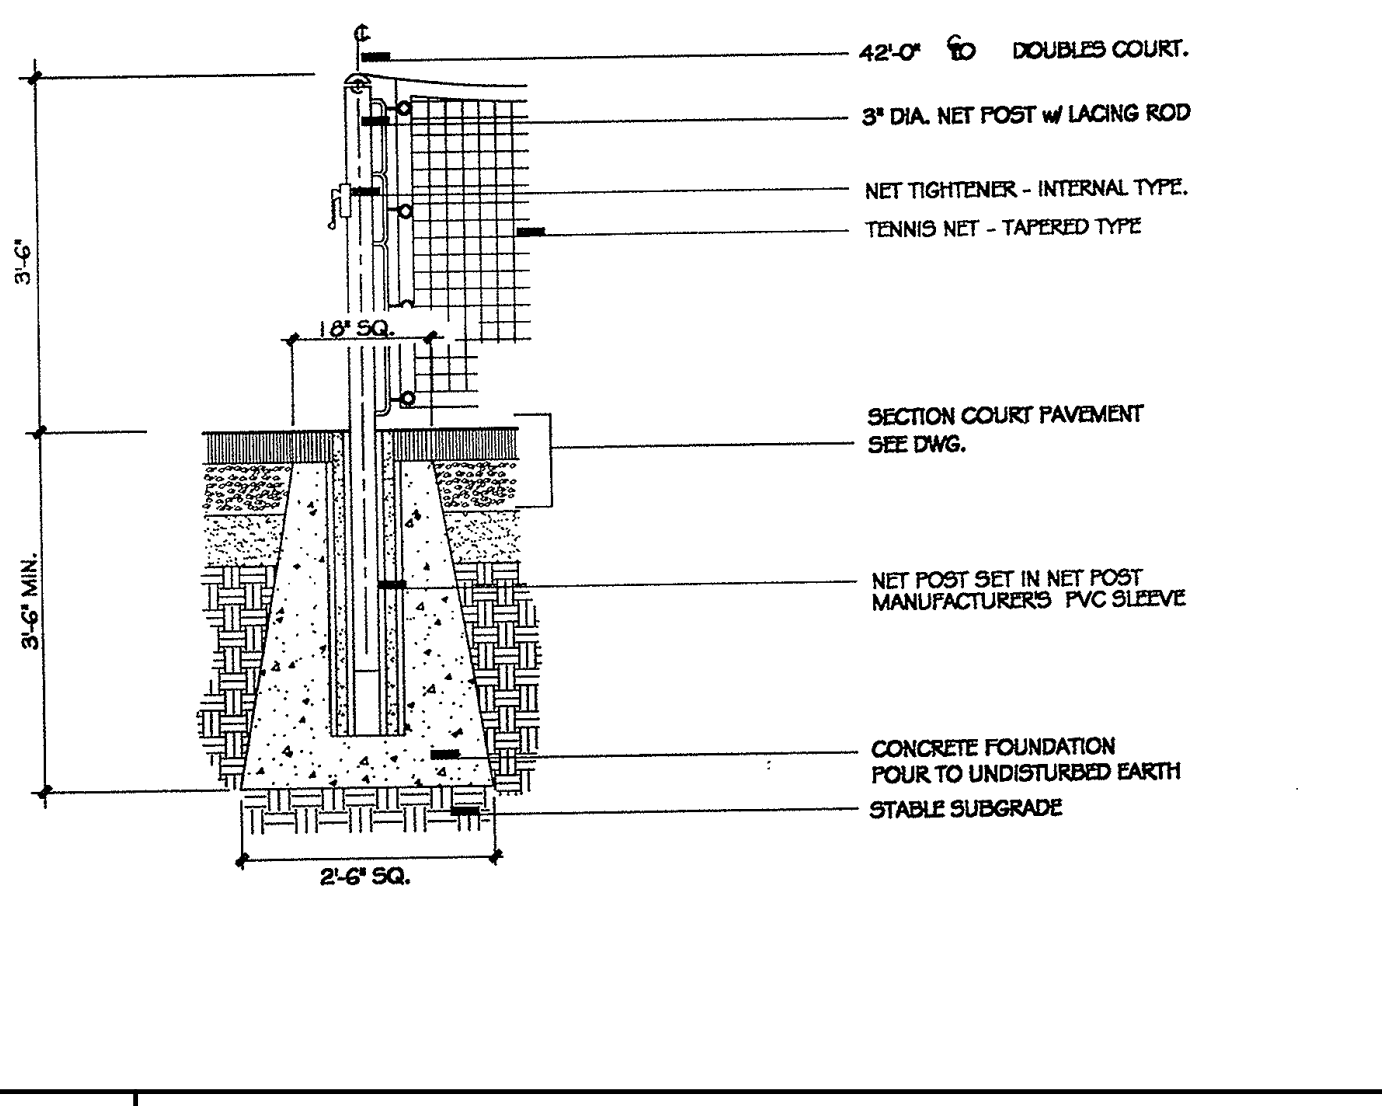 ℄
42'-0" ℄ TO ℄ DOUBLES COURT.
3" DIA. NET POST w/ LACING ROD
NET TIGHTENER - INTERNAL TYPE.
TENNIS NET - TAPERED TYPE
3'-6"
18" SQ.
SECTION COURT PAVEMENT
SEE DWG.
3'-6" MIN.
NET POST SET IN NET POST
MANUFACTURER'S PVC SLEEVE
CONCRETE FOUNDATION
POUR TO UNDISTURBED EARTH
STABLE SUBGRADE
2'-6" SQ.